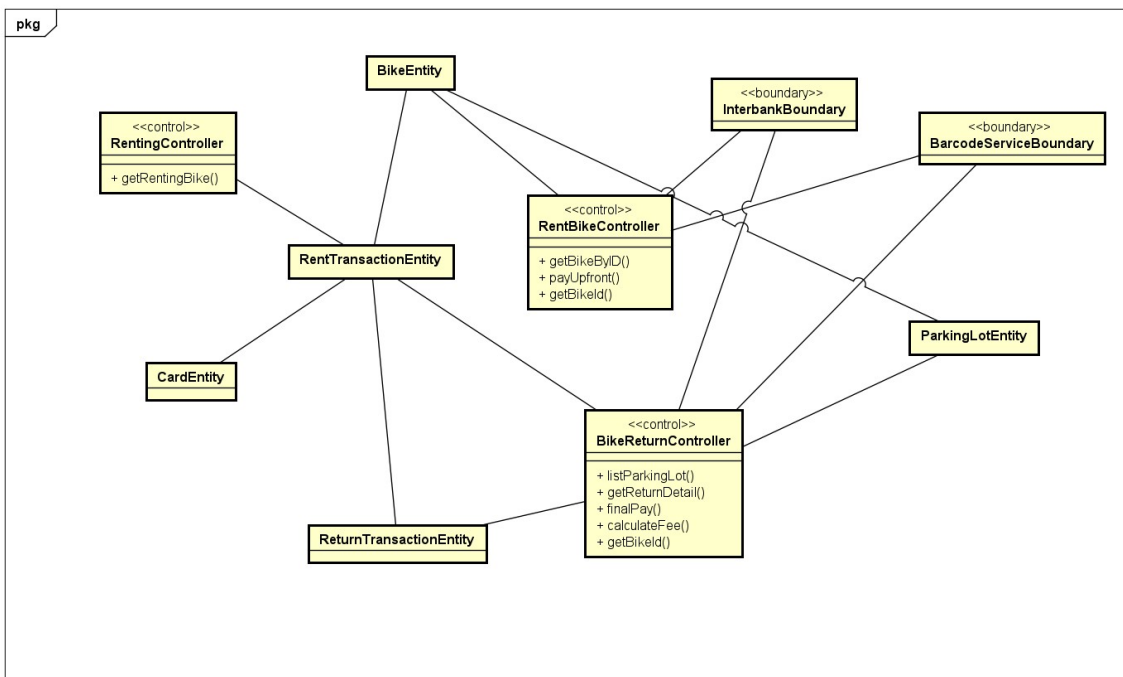 pkg
BikeEntity
<<control>>
RentingController
+ getRentingBike()
<<boundary>>
InterbankBoundary
<<boundary>>
BarcodeServiceBoundary
<<control>>
RentBikeController
+ getBikeByID()
+ payUpfront()
+ getBikeId()
RentTransactionEntity
ParkingLotEntity
CardEntity
<<control>>
BikeReturnController
+ listParkingLot()
+ getReturnDetail()
+ finalPay()
+ calculateFee()
+ getBikeId()
ReturnTransactionEntity